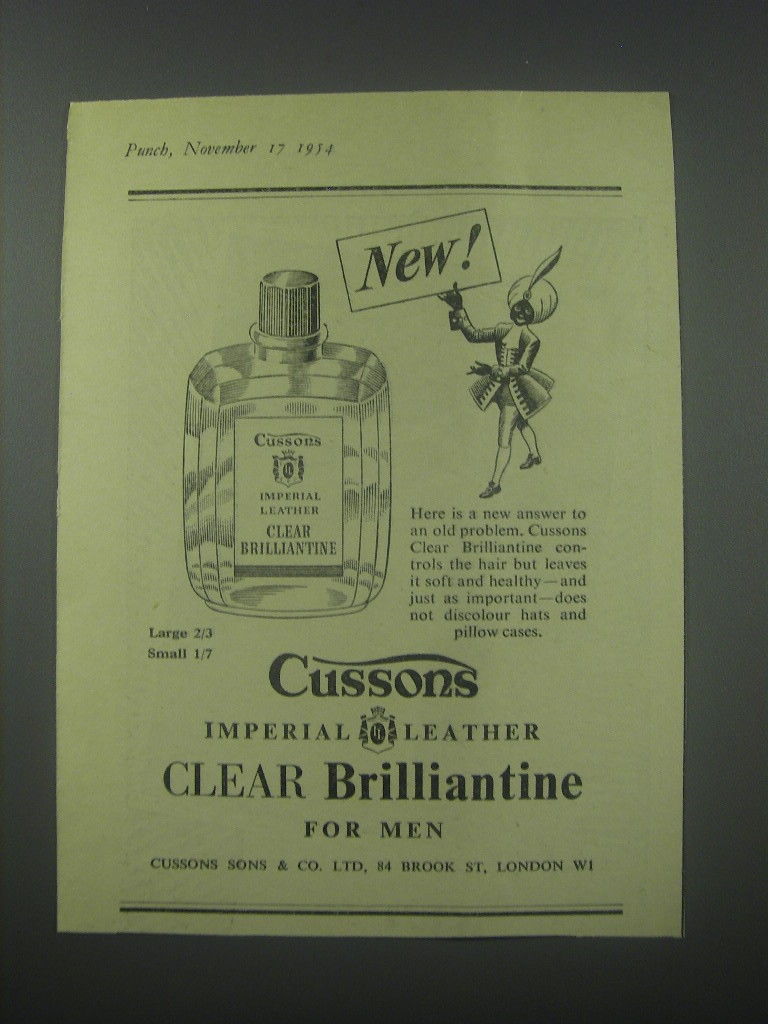 Punch, November 17 1954
New!
Cussons
IMPERIAL
LEATHER
CLEAR
BRILLIANTINE
Here is a new answer to
an old problem. Cussons
Clear Brilliantine con-
trols the hair but leaves
it soft and healthy—and
just as important—does
not discolour hats and
pillow cases.
Large 2/3
Small 1/7
Cussons
IMPERIAL LEATHER
CLEAR Brilliantine
FOR MEN
CUSSONS SONS & CO. LTD, 84 BROOK ST, LONDON W1